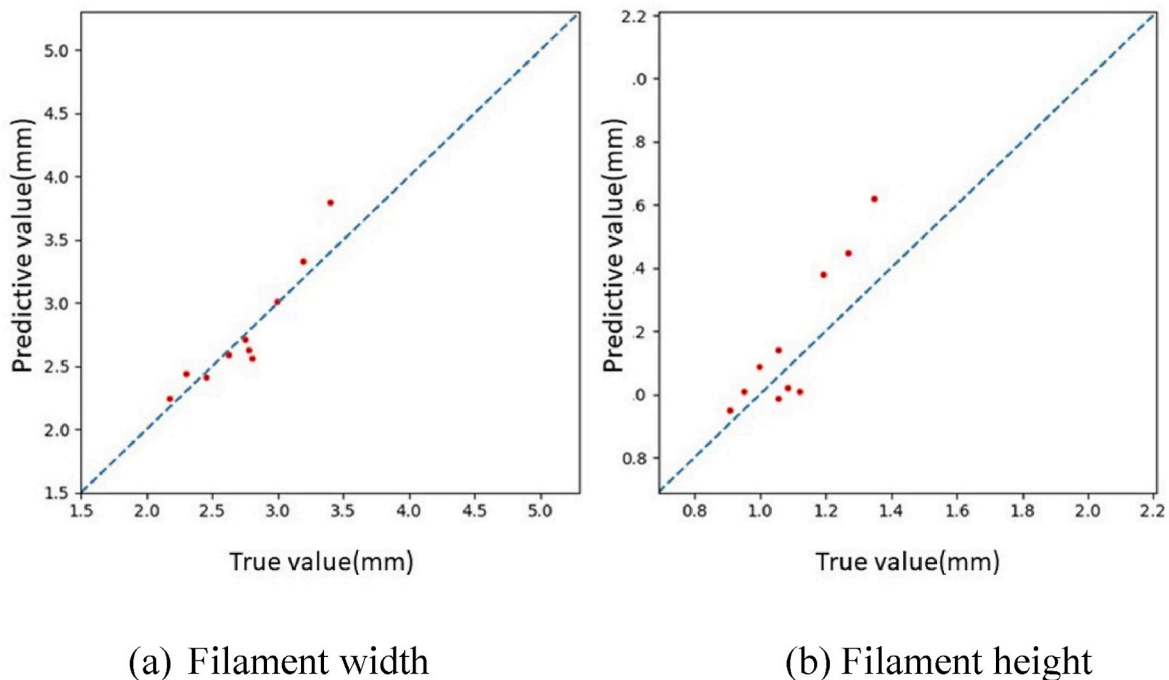 5.0
4.5
4.0
3.5
3.0
2.5
2.0
1.5
Predictive value(mm)
1.5 2.0 2.5 3.0 3.5 4.0 4.5 5.0
True value(mm)
(a) Filament width
2.2
.0
.8
.6
.4
.2
.0
0.8
Predictive value(mm)
0.8 1.0 1.2 1.4 1.6 1.8 2.0 2.2
True value(mm)
(b) Filament height